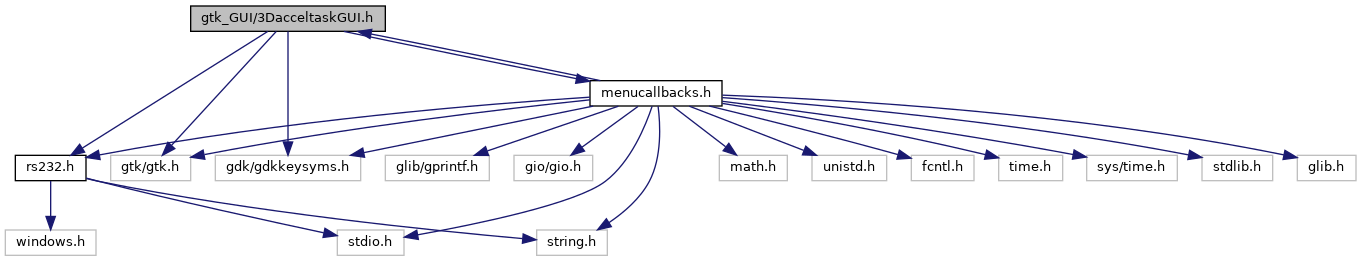 gtk_GUI/3DacceltaskGUI.h
menucallbacks.h
rs232.h
gtk/gtk.h
gdk/gdkkeysyms.h
glib/gprintf.h
gio/gio.h
math.h
unistd.h
fcntl.h
time.h
sys/time.h
stdlib.h
glib.h
windows.h
stdio.h
string.h